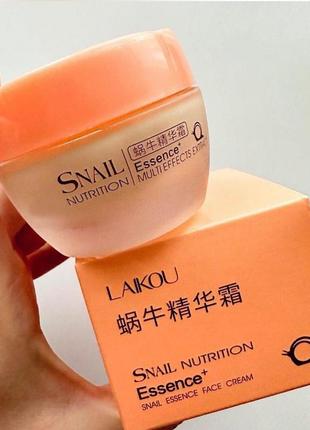 SNAIL
NUTRITION
蜗牛精华霜
Essence+
MULTI EFFECTS EXTRA
LAIKOU
蜗牛精华霜
SNAIL NUTRITION
Essence+
SNAIL ESSENCE FACE CREAM